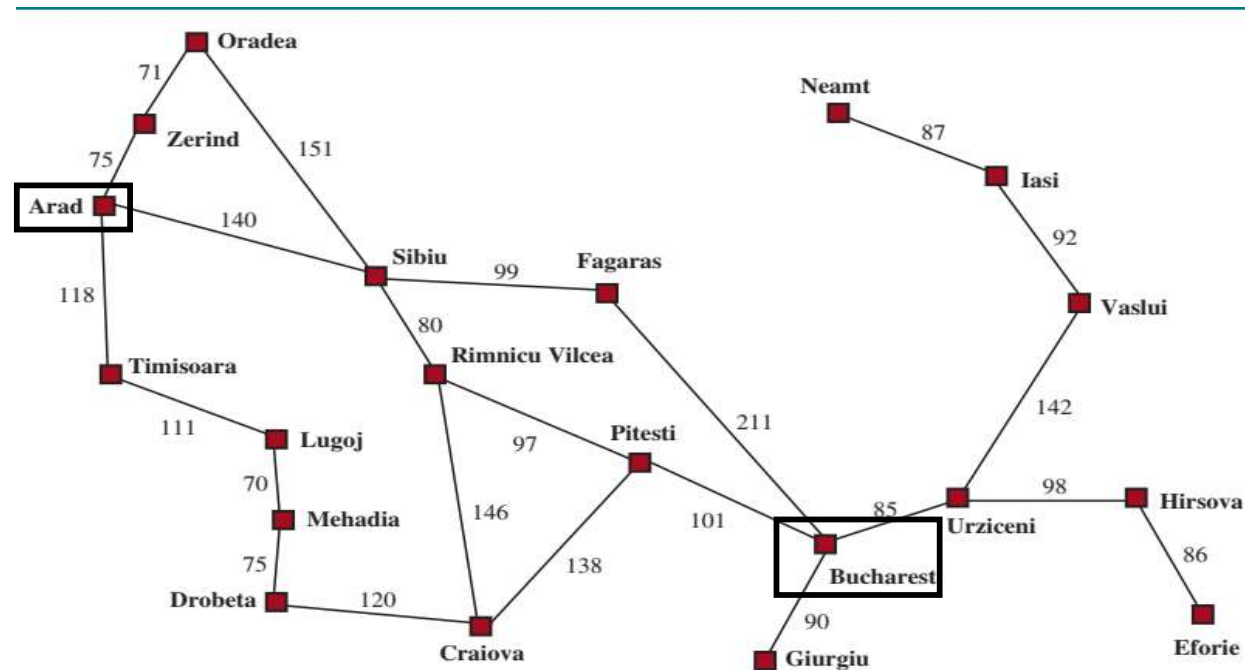 Oradea
71
Neamt
87
Zerind
151
75
Iasi
Arad
140
92
Sibiu
Fagaras
99
118
Vaslui
80
Timisoara
Rimnicu Vilcea
142
111
211
Lugoj
97
Pitesti
70
98
Hirsova
146
85
Urziceni
Mehadia
101
75
138
86
Bucharest
Drobeta
120
90
Craiova
Giurgiu
Eforie